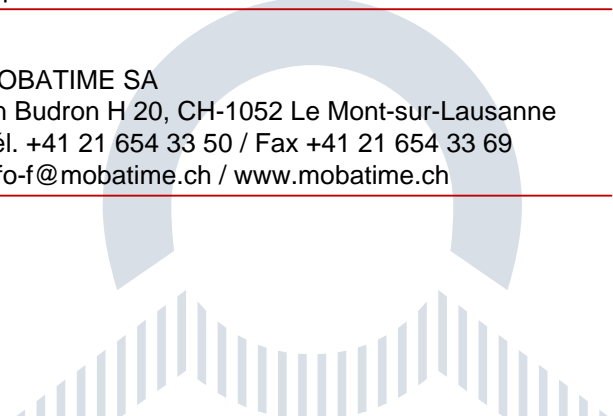 OBATIME SA
n Budron H 20, CH-1052 Le Mont-sur-Lausanne
él. +41 21 654 33 50 / Fax +41 21 654 33 69
fo-f@mobatime.ch / www.mobatime.ch